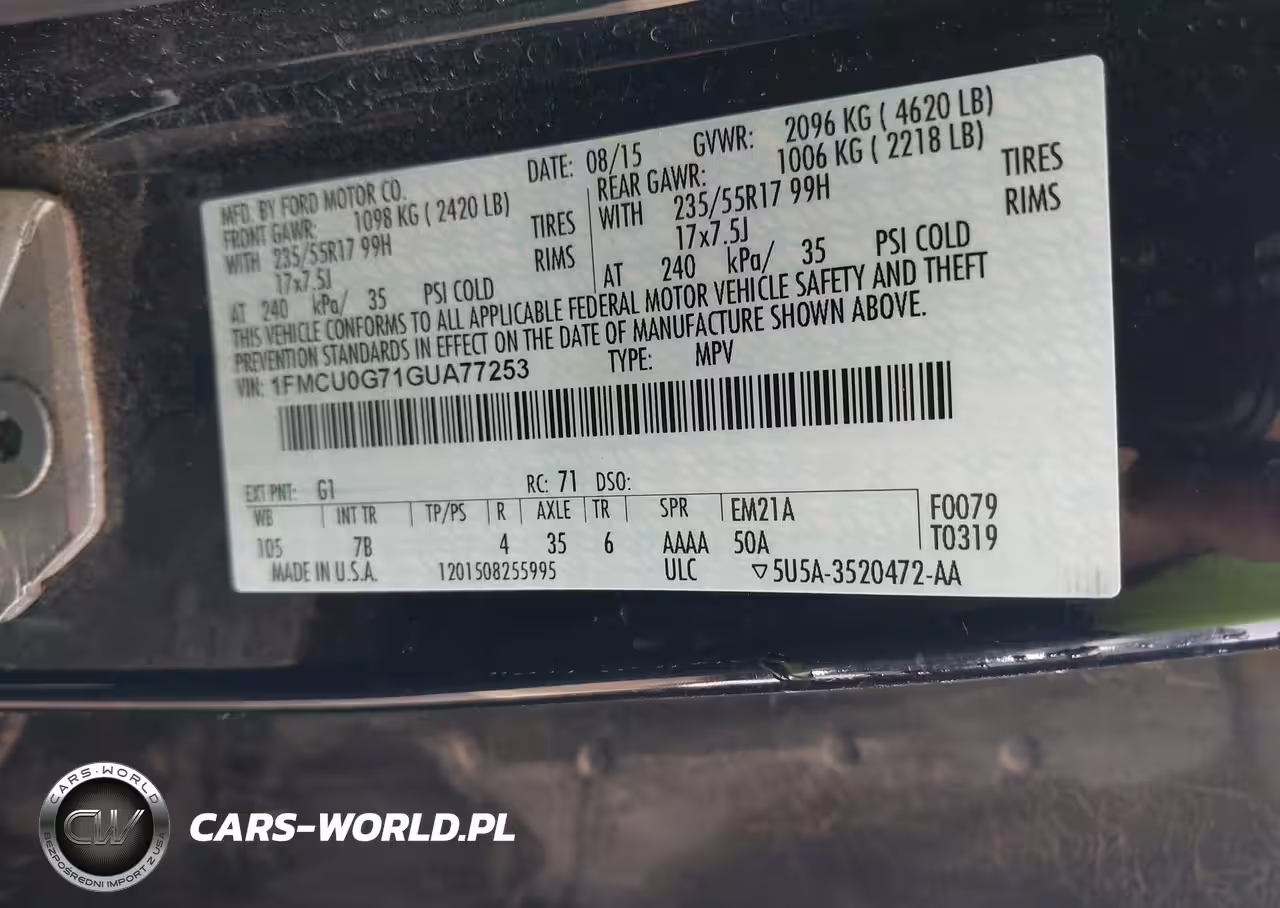 MFD. BY FORD MOTOR CO. DATE: 08/15 GVWR: 2096 KG ( 4620 LB)
FRONT GAWR: 1098 KG ( 2420 LB) REAR GAWR: 1006 KG ( 2218 LB)
WITH 235/55R17 99H TIRES WITH 235/55R17 99H TIRES
17x7.5J RIMS 17x7.5J RIMS
AT 240 kPa/ 35 PSI COLD AT 240 kPa/ 35 PSI COLD
THIS VEHICLE CONFORMS TO ALL APPLICABLE FEDERAL MOTOR VEHICLE SAFETY AND THEFT
PREVENTION STANDARDS IN EFFECT ON THE DATE OF MANUFACTURE SHOWN ABOVE.
VIN: 1FMCU0G71GUA77253 TYPE: MPV
EXT PNT: G1 RC: 71 DSO:
WB INT TR TP/PS R AXLE TR SPR EM21A F0079
105 7B 4 35 6 AAAA 50A T0319
MADE IN U.S.A. 1201508255995 ULC ▽5U5A-3520472-AA
CARS-WORLD
CW
BEZPOŚREDNI IMPORT Z USA
CARS-WORLD.PL